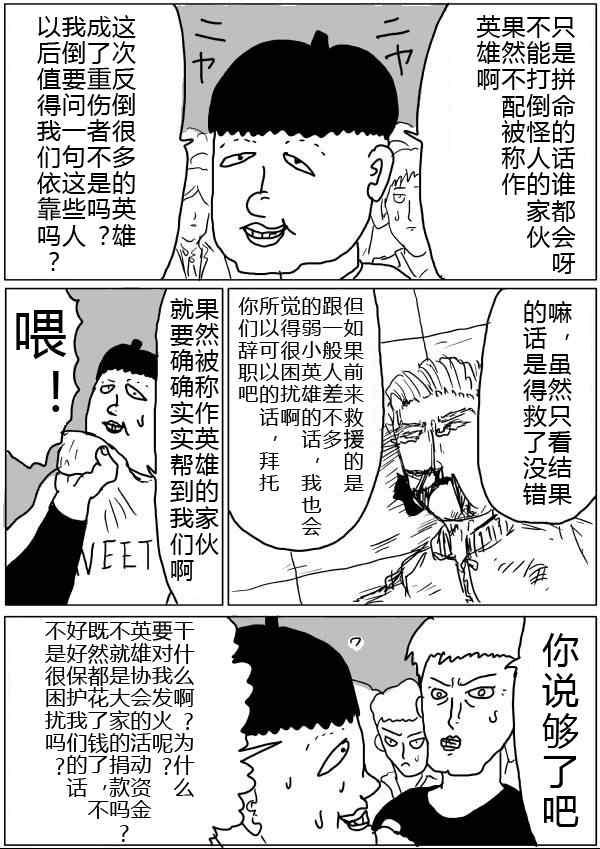 只是拼命的话谁都会呀
不能打倒怪人的家伙
果然不配被称作
英雄啊
ニヤ
ニヤ
这次反倒很多的英雄
成了重伤者不是吗？
我倒要问一句这些人
以后值得我们依靠吗？
嘛，虽然只看结果
的话是得救了没错
但如果前来救援的是
跟一般人差不多
的弱小英雄的话，我也会
觉得很困扰啊
所以可以的话，拜托
你们辞职吧
果然被称作英雄的家伙
就要确确实实帮到我们啊
喂！
VEET
你说够了吧
？
干什么啊？为什么
要对我发火呢？
英雄协会的活动资金
不就是大家的捐款吗？
既然都花了钱了，不
好好保护我们的话
不是很困扰吗？